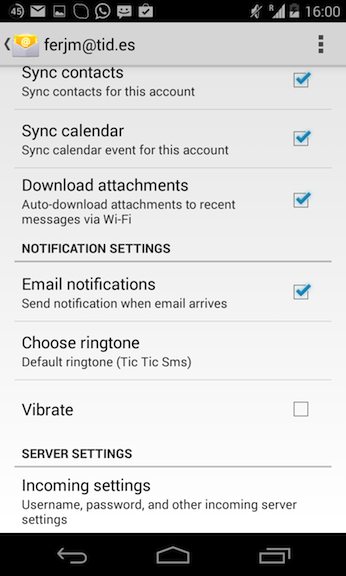 45 R 16:00
ferjm@tid.es
Sync contacts
Sync contacts for this account
Sync calendar
Sync calendar event for this account
Download attachments
Auto-download attachments to recent
messages via Wi-Fi
NOTIFICATION SETTINGS
Email notifications
Send notification when email arrives
Choose ringtone
Default ringtone (Tic Tic Sms)
Vibrate
SERVER SETTINGS
Incoming settings
Username, password, and other incoming server
settings